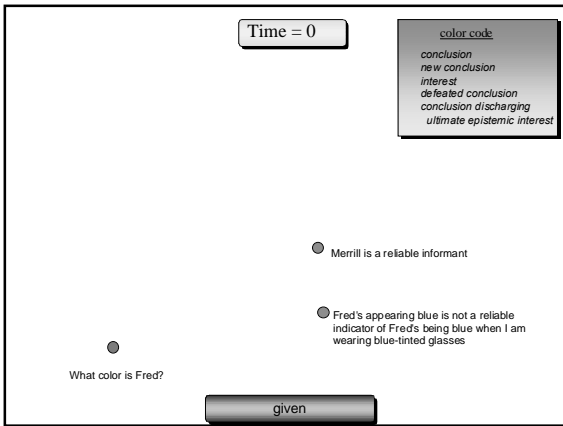 Time = 0
color code
conclusion
new conclusion
interest
defeated conclusion
conclusion discharging
ultimate epistemic interest
Merrill is a reliable informant
Fred's appearing blue is not a reliable
indicator of Fred's being blue when I am
wearing blue-tinted glasses
What color is Fred?
given